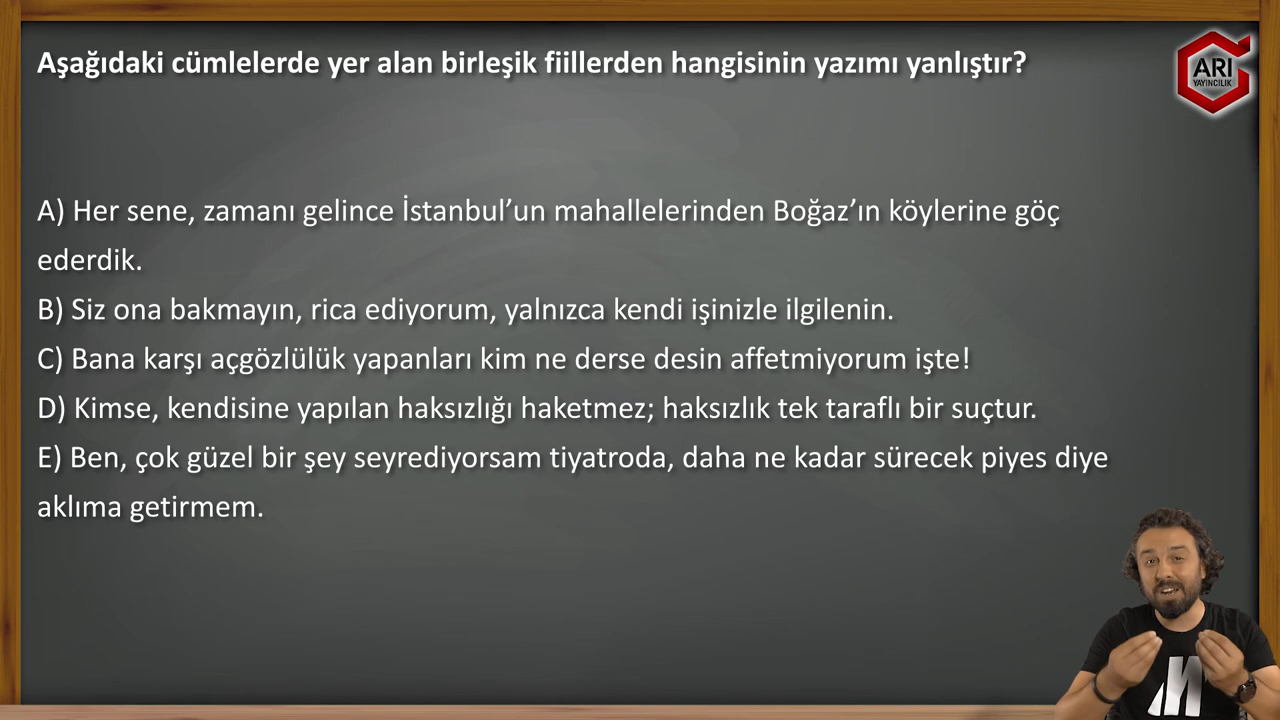 Aşağıdaki cümlelerde yer alan birleşik fiillerden hangisinin yazımı yanlıştır?
ARI
YAYINCILIK
A) Her sene, zamanı gelince İstanbul’un mahallelerinden Boğaz’ın köylerine göç
ederdik.
B) Siz ona bakmayın, rica ediyorum, yalnızca kendi işinizle ilgilenin.
C) Bana karşı açgözlülük yapanları kim ne derse desin affetmiyorum işte!
D) Kimse, kendisine yapılan haksızlığı haketmez; haksızlık tek taraflı bir suçtur.
E) Ben, çok güzel bir şey seyrediyorsam tiyatroda, daha ne kadar sürecek piyes diye
aklıma getirmem.